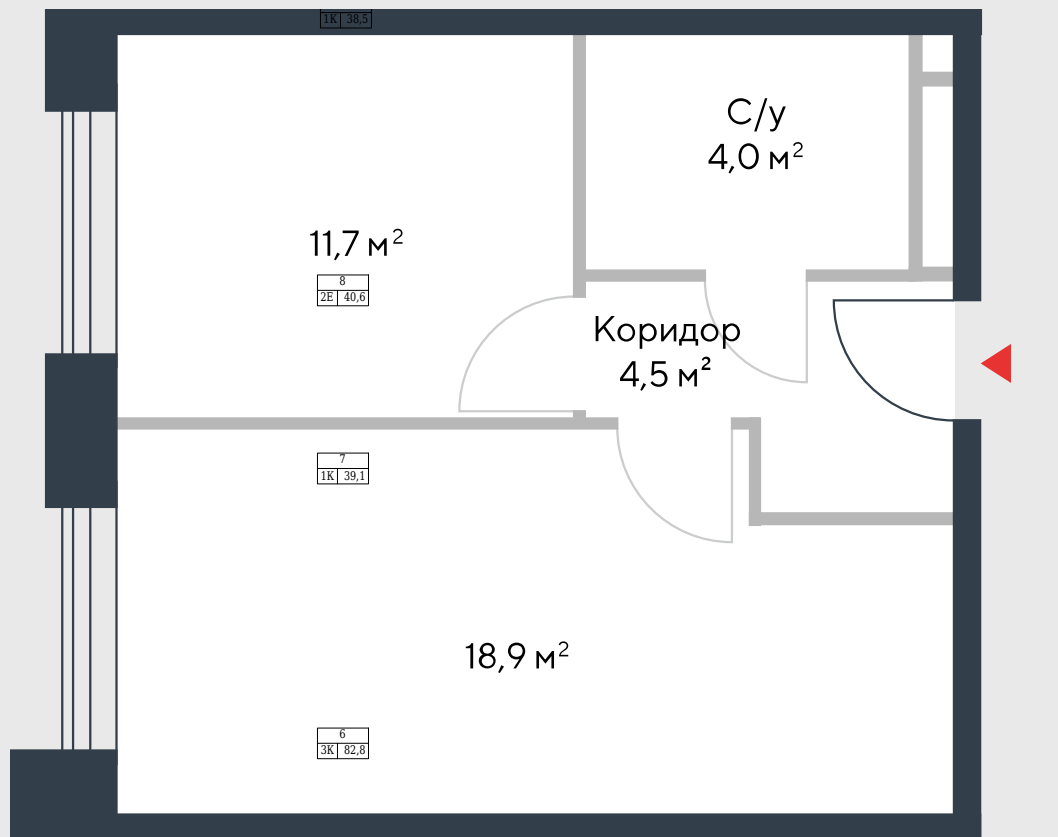 1К 38,5
С/у
4,0 м²
11,7 м²
8
2Е 40,6
Коридор
4,5 м²
7
1К 39,1
18,9 м²
6
3К 82,8